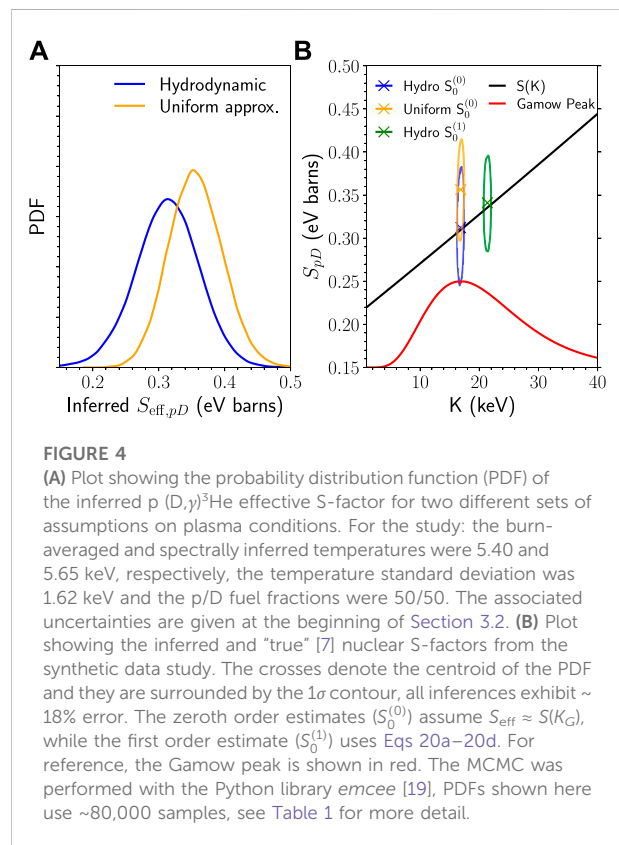 A
B
Hydrodynamic
Uniform approx.
PDF
0.2
0.3
0.4
0.5
Inferred S_eff,pD (eV barns)
Hydro S_0^(0)
Uniform S_0^(0)
Hydro S_0^(1)
S(K)
Gamow Peak
S_pD (eV barns)
0.50
0.45
0.40
0.35
0.30
0.25
0.20
0.15
10
20
30
40
K (keV)
FIGURE 4
(A) Plot showing the probability distribution function (PDF) of
the inferred p (D,γ)³He effective S-factor for two different sets of
assumptions on plasma conditions. For the study: the burn-
averaged and spectrally inferred temperatures were 5.40 and
5.65 keV, respectively, the temperature standard deviation was
1.62 keV and the p/D fuel fractions were 50/50. The associated
uncertainties are given at the beginning of Section 3.2. (B) Plot
showing the inferred and “true” [7] nuclear S-factors from the
synthetic data study. The crosses denote the centroid of the PDF
and they are surrounded by the 1σ contour, all inferences exhibit ~
18% error. The zeroth order estimates (S_0^(0)) assume S_eff ≈ S(K_G),
while the first order estimate (S_0^(1)) uses Eqs 20a–20d. For
reference, the Gamow peak is shown in red. The MCMC was
performed with the Python library emcee [19], PDFs shown here
use ~80,000 samples, see Table 1 for more detail.